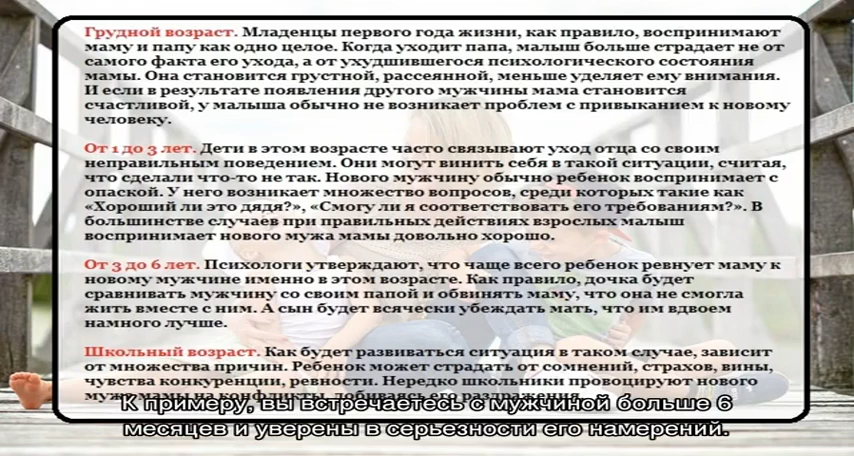 Грудной возраст. Младенцы первого года жизни, как правило, воспринимают
маму и папу как одно целое. Когда уходит папа, малыш больше страдает не от
самого факта его ухода, а от ухудшившегося психологического состояния
мамы. Она становится грустной, рассеянной, меньше уделяет ему внимания.
И если в результате появления другого мужчины мама становится
счастливой, у малыша обычно не возникает проблем с привыканием к новому
человеку.
От 1 до 3 лет. Дети в этом возрасте часто связывают уход отца со своим
неправильным поведением. Они могут винить себя в такой ситуации, считая,
что сделали что-то не так. Нового мужчину обычно ребенок воспринимает с
опаской. У него возникает множество вопросов, среди которых такие как
«Хороший ли это дядя?», «Смогу ли я соответствовать его требованиям?». В
большинстве случаев при правильных действиях взрослых малыш
воспринимает нового мужа мамы довольно хорошо.
От 3 до 6 лет. Психологи утверждают, что чаще всего ребенок ревнует маму к
новому мужчине именно в этом возрасте. Как правило, дочка будет
сравнивать мужчину со своим папой и обвинять маму, что она не смогла
жить вместе с ним. А сын будет всячески убеждать мать, что им вдвоем
намного лучше.
Школьный возраст. Как будет развиваться ситуация в таком случае, зависит
от множества причин. Ребенок может страдать от сомнений, страхов, вины,
чувства конкуренции, ревности. Нередко школьники провоцируют нового
мужа мамы на конфликты, добиваясь его раздражения.
К примеру, вы встречаетесь с мужчиной больше 6
месяцев и уверены в серьезности его намерений.